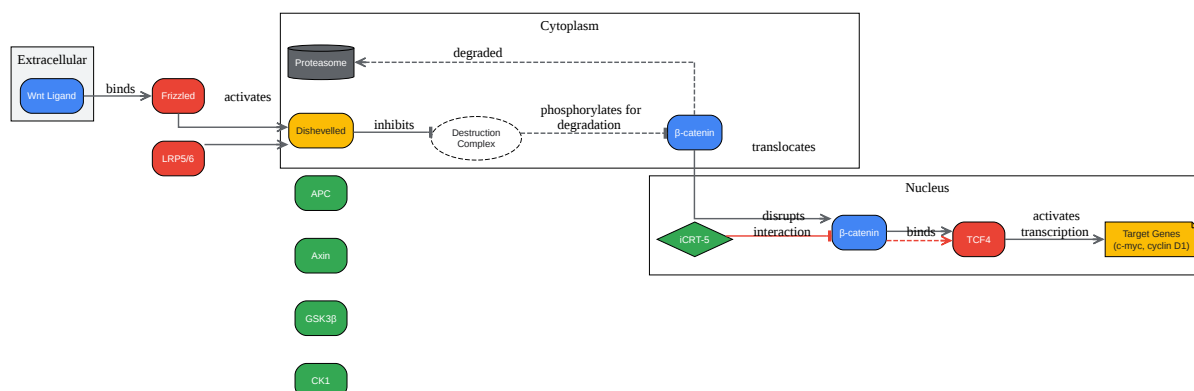 Cytoplasm
Extracellular
Proteasome
degraded
Wnt Ligand
binds
Frizzled
activates
LRP5/6
Dishevelled
inhibits
Destruction
Complex
phosphorylates for
degradation
β-catenin
translocates
APC
Axin
GSK3β
CK1
Nucleus
iCRT-5
disrupts
interaction
β-catenin
binds
TCF4
activates
transcription
Target Genes
(c-myc, cyclin D1)